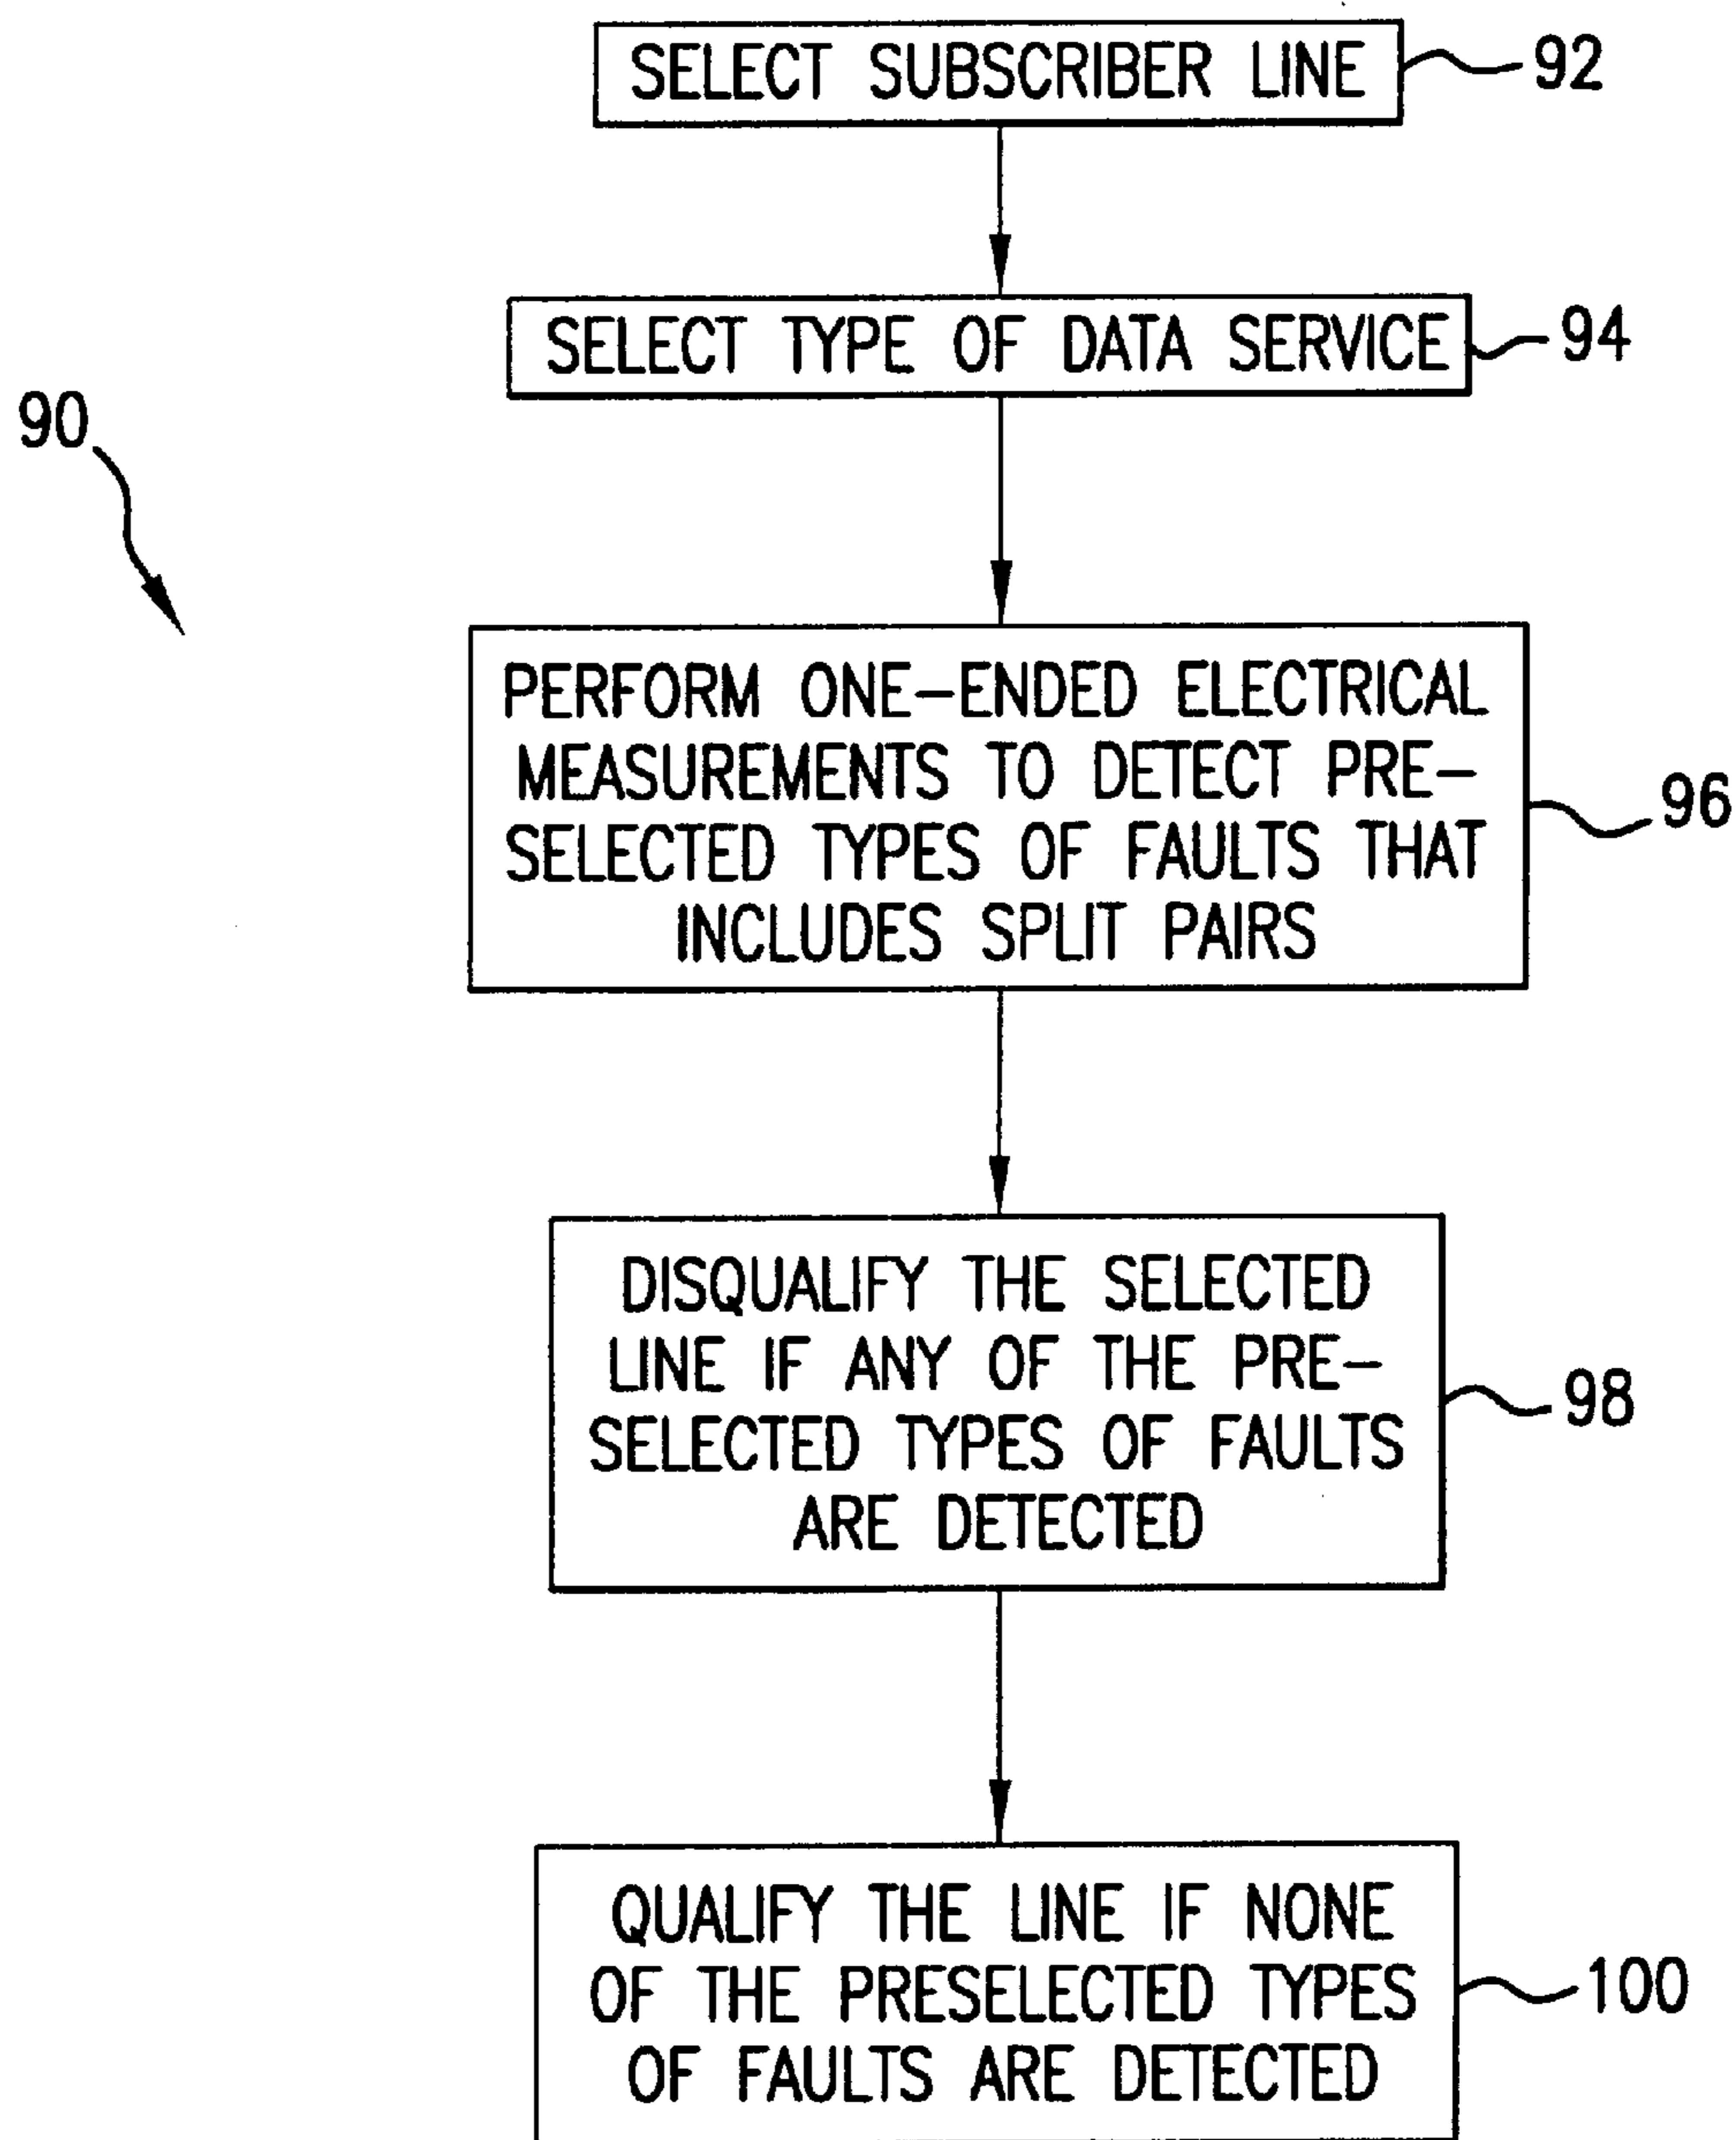 SELECT SUBSCRIBER LINE
92
SELECT TYPE OF DATA SERVICE
94
90
PERFORM ONE-ENDED ELECTRICAL
MEASUREMENTS TO DETECT PRE-
SELECTED TYPES OF FAULTS THAT
INCLUDES SPLIT PAIRS
96
DISQUALIFY THE SELECTED
LINE IF ANY OF THE PRE-
SELECTED TYPES OF FAULTS
ARE DETECTED
98
QUALIFY THE LINE IF NONE
OF THE PRESELECTED TYPES
OF FAULTS ARE DETECTED
100